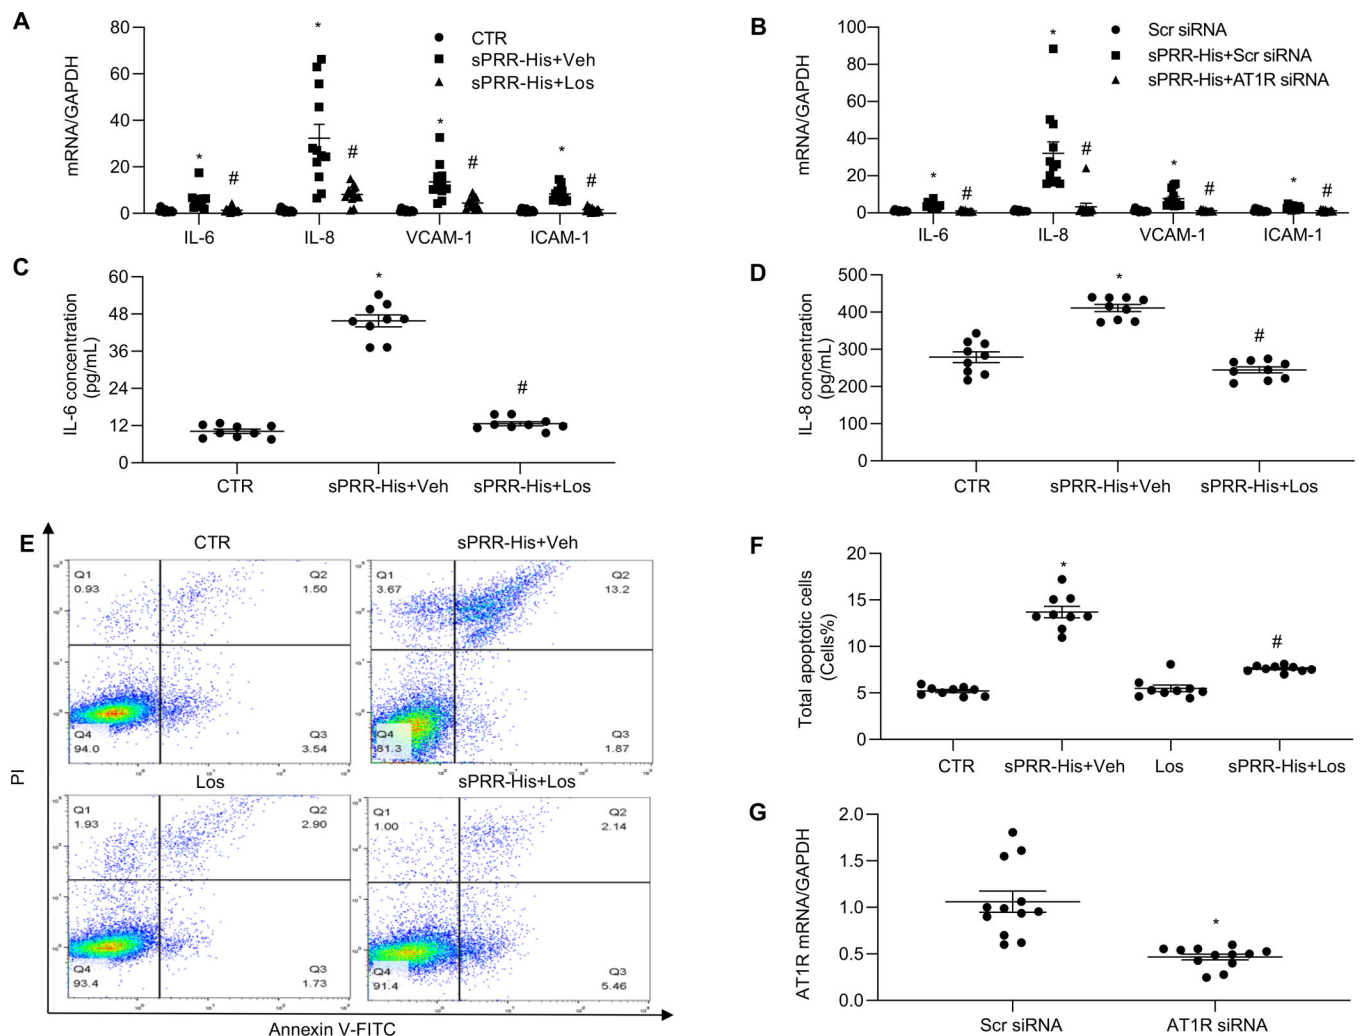 A
mRNA/GAPDH
80
60
40
20
0
*
*
#
*
#
*
#
#
CTR
sPRR-His+Veh
sPRR-His+Los
IL-6 IL-8 VCAM-1 ICAM-1
B
mRNA/GAPDH
100
80
60
40
20
0
*
*
#
*
#
*
#
#
Scr siRNA
sPRR-His+Scr siRNA
sPRR-His+AT1R siRNA
IL-6 IL-8 VCAM-1 ICAM-1
C
IL-6 concentration
(pg/mL)
60
48
36
24
12
0
*
#
CTR sPRR-His+Veh sPRR-His+Los
D
IL-8 concentration
(pg/mL)
500
400
300
200
100
0
*
#
CTR sPRR-His+Veh sPRR-His+Los
E
PI
CTR
Q1
0.93
Q2
1.50
Q4
94.0
Q3
3.54
sPRR-His+Veh
Q1
3.67
Q2
13.2
Q4
81.3
Q3
1.87
Los
Q1
1.93
Q2
2.90
Q4
93.4
Q3
1.73
sPRR-His+Los
Q1
1.00
Q2
2.14
Q4
91.4
Q3
5.46
Annexin V-FITC
F
Total apoptotic cells
(Cells%)
20
15
10
5
0
*
#
CTR sPRR-His+Veh Los sPRR-His+Los
G
AT1R mRNA/GAPDH
2.0
1.5
1.0
0.5
0.0
*
Scr siRNA AT1R siRNA